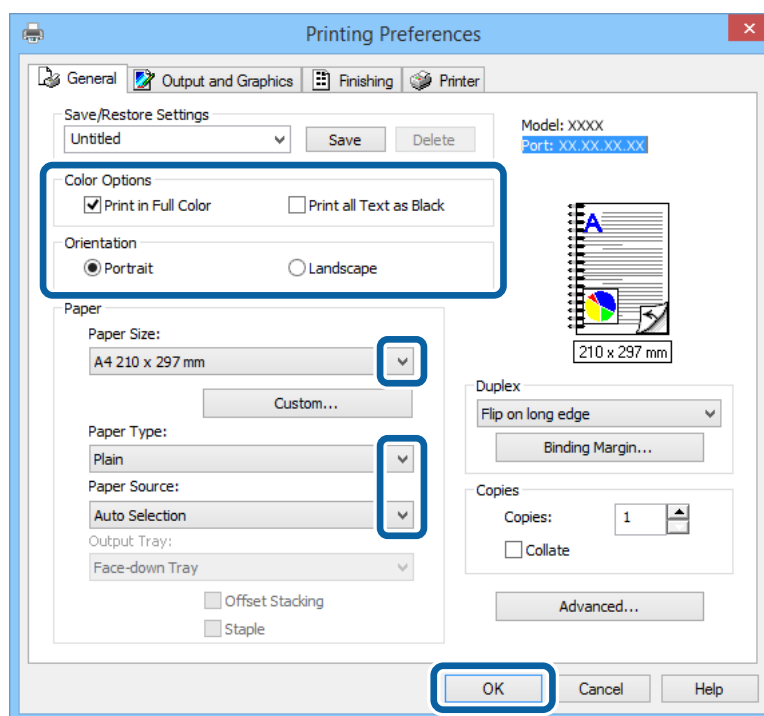 Printing Preferences
General Output and Graphics Finishing Printer
Save/Restore Settings
Untitled Save Delete
Model: XXXX
Port: XX.XX.XX.XX
Color Options
Print in Full Color Print all Text as Black
Orientation
Portrait Landscape
A
210 x 297 mm
Paper
Paper Size:
A4 210 x 297 mm
Custom...
Paper Type:
Plain
Paper Source:
Auto Selection
Output Tray:
Face-down Tray
Offset Stacking
Staple
Duplex
Flip on long edge
Binding Margin...
Copies
Copies: 1
Collate
Advanced...
OK Cancel Help